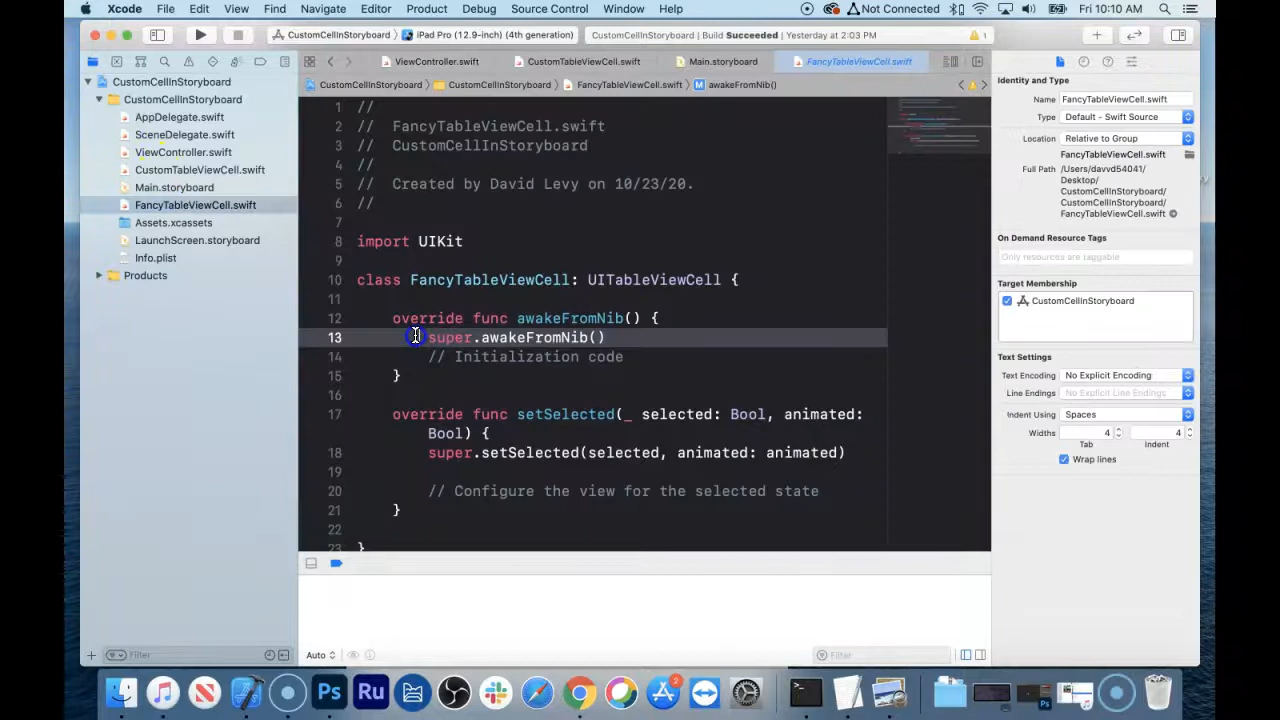 Xcode File Edit View Find Navigate Editor Product Debug Source Control Window Help Not Connected Fri 10:10 AM
CustomCellInStoryboard iPad Pro (12.9-inch) (4th generation) CustomCellInStoryboard | Build Succeeded | Yesterday at 2:03 PM 1
ViewController.swift CustomTableViewCell.swift Main.storyboard FancyTableViewCell.swift
CustomCellInStoryboard CustomCellInStoryboard FancyTableViewCell.swift M awakeFromNib()
CustomCellInStoryboard
CustomCellInStoryboard
AppDelegate.swift
SceneDelegate.swift
ViewController.swift
CustomTableViewCell.swift
Main.storyboard
FancyTableViewCell.swift
Assets.xcassets
LaunchScreen.storyboard
Info.plist
Products
Filter
1 //
2 // FancyTableViewCell.swift
3 // CustomCellInStoryboard
4 //
5 // Created by David Levy on 10/23/20.
6 //
7
8 import UIKit
9
10 class FancyTableViewCell: UITableViewCell {
11
12 override func awakeFromNib() {
13 super.awakeFromNib()
14 // Initialization code
15 }
16
17 override func setSelected(_ selected: Bool, animated:
Bool) {
18 super.setSelected(selected, animated: animated)
19
20 // Configure the view for the selected state
21 }
22
23 }
Auto Filter
Identity and Type
Name FancyTableViewCell.swift
Type Default - Swift Source
Location Relative to Group
FancyTableViewCell.swift
Full Path /Users/davvd54041/
Desktop/
CustomCellInStoryboard/
CustomCellInStoryboard/
FancyTableViewCell.swift
On Demand Resource Tags
Only resources are taggable
Target Membership
CustomCellInStoryboard
Text Settings
Text Encoding No Explicit Encoding
Line Endings No Explicit Line Endings
Indent Using Spaces
Widths 4 4
Tab Indent
Wrap lines
Ps Ru 2 Ps